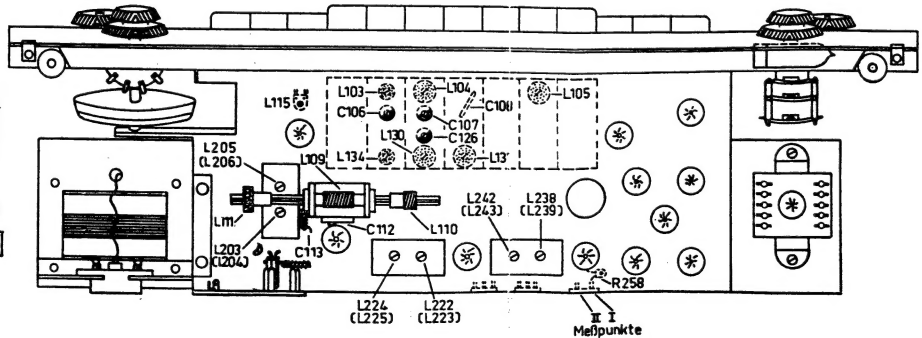 L103
L104
L105
L115
C106
C108
C107
C126
L130
L134
L13
L205
(L206)
L109
L111
L203
(L204)
C113
C112
L110
L242
(L243)
L238
(L239)
L224
(L225)
L222
(L223)
R258
II I
Meßpunkte